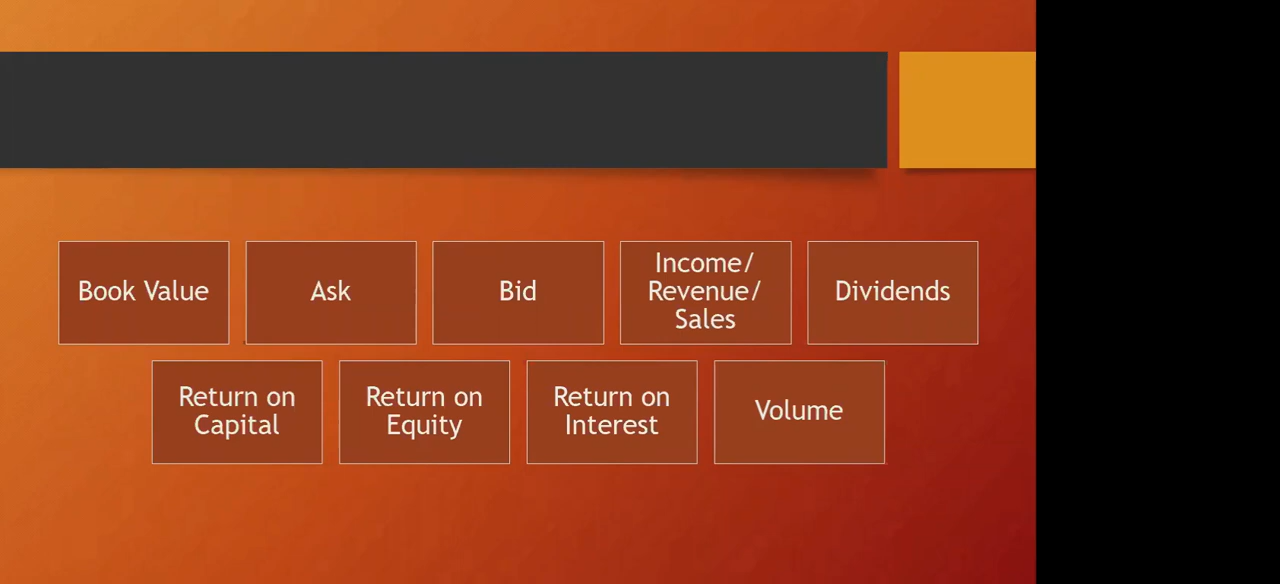 Book Value
Ask
Bid
Income/
Revenue/
Sales
Dividends
Return on
Capital
Return on
Equity
Return on
Interest
Volume